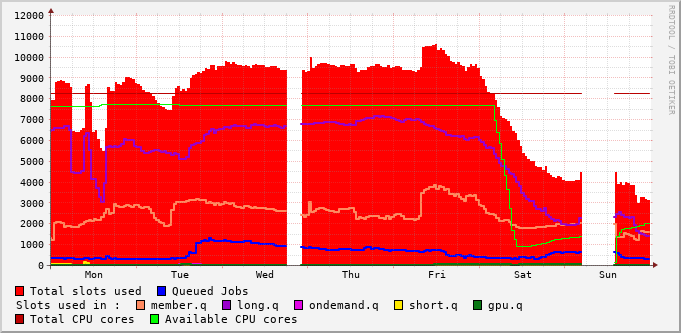 12000
11000
10000
9000
8000
7000
6000
5000
4000
3000
2000
1000
0
Mon Tue Wed Thu Fri Sat Sun
RRDTOOL / TOBI OETIKER
Total slots used Queued Jobs
Slots used in : member.q long.q ondemand.q short.q gpu.q
Total CPU cores Available CPU cores